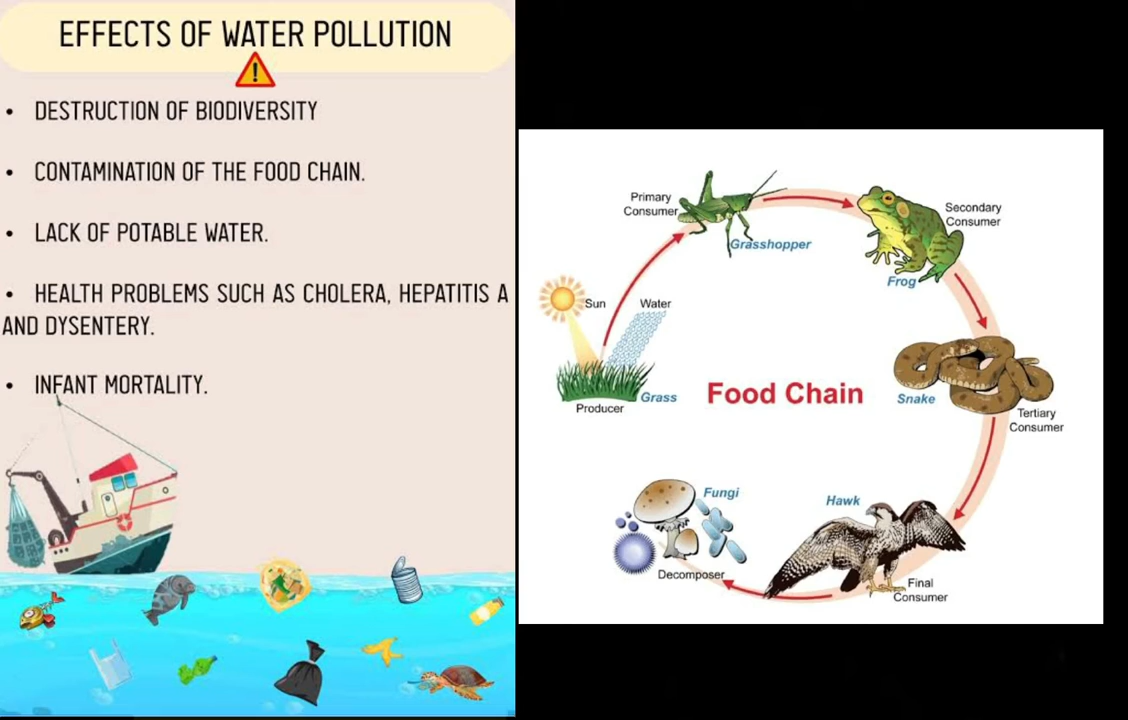 EFFECTS OF WATER POLLUTION
• DESTRUCTION OF BIODIVERSITY
• CONTAMINATION OF THE FOOD CHAIN.
• LACK OF POTABLE WATER.
• HEALTH PROBLEMS SUCH AS CHOLERA, HEPATITIS A
AND DYSENTERY.
• INFANT MORTALITY.
Primary
Consumer
Grasshopper
Secondary
Consumer
Frog
Sun
Water
Grass
Producer
Food Chain
Snake
Tertiary
Consumer
Hawk
Final
Consumer
Fungi
Decomposer